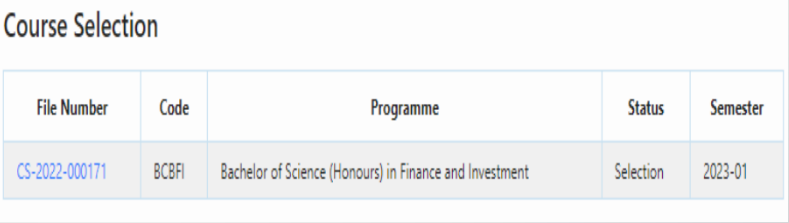 Course Selection
File Number Code Programme Status Semester
CS-2022-000171 BCBFI Bachelor of Science (Honours) in Finance and Investment Selection 2023-01